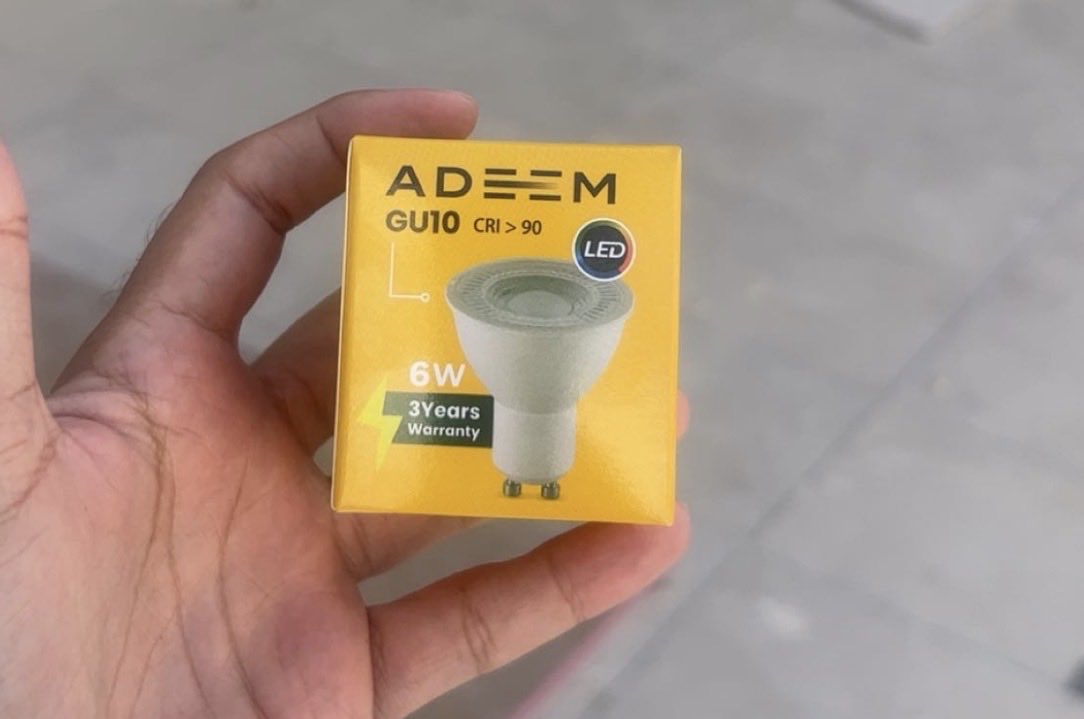 ADEEM
GU10 CRI > 90
LED
6W
3Years
Warranty